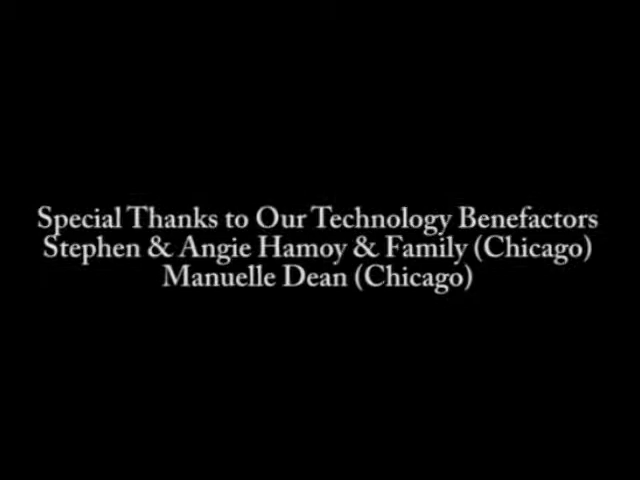 Special Thanks to Our Technology Benefactors
Stephen & Angie Hamoy & Family (Chicago)
Manuelle Dean (Chicago)